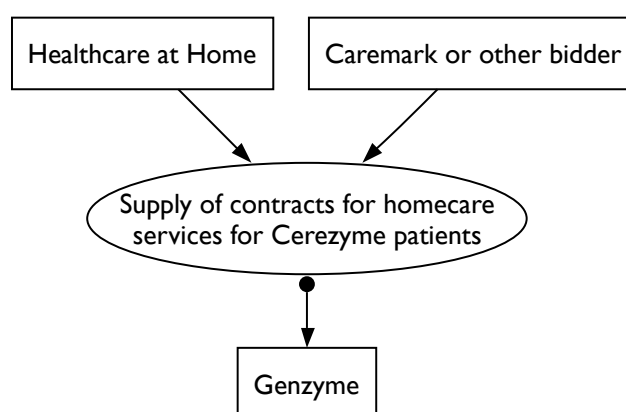 Healthcare at Home
Caremark or other bidder
Supply of contracts for homecare
services for Cerezyme patients
Genzyme